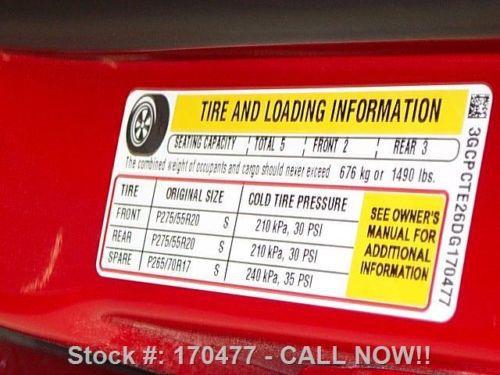 TIRE AND LOADING INFORMATION
SEATING CAPACITY TOTAL 5 FRONT 2 REAR 3
The combined weight of occupants and cargo should never exceed 676 kg or 1490 lbs.
TIRE ORIGINAL SIZE COLD TIRE PRESSURE
FRONT P275/55R20 S 210 kPa, 30 PSI
REAR P275/55R20 S 210 kPa, 30 PSI
SPARE P265/70R17 S 240 kPa, 35 PSI
SEE OWNER'S
MANUAL FOR
ADDITIONAL
INFORMATION
3GCPCTE26DG170477
Stock #: 170477 - CALL NOW!!